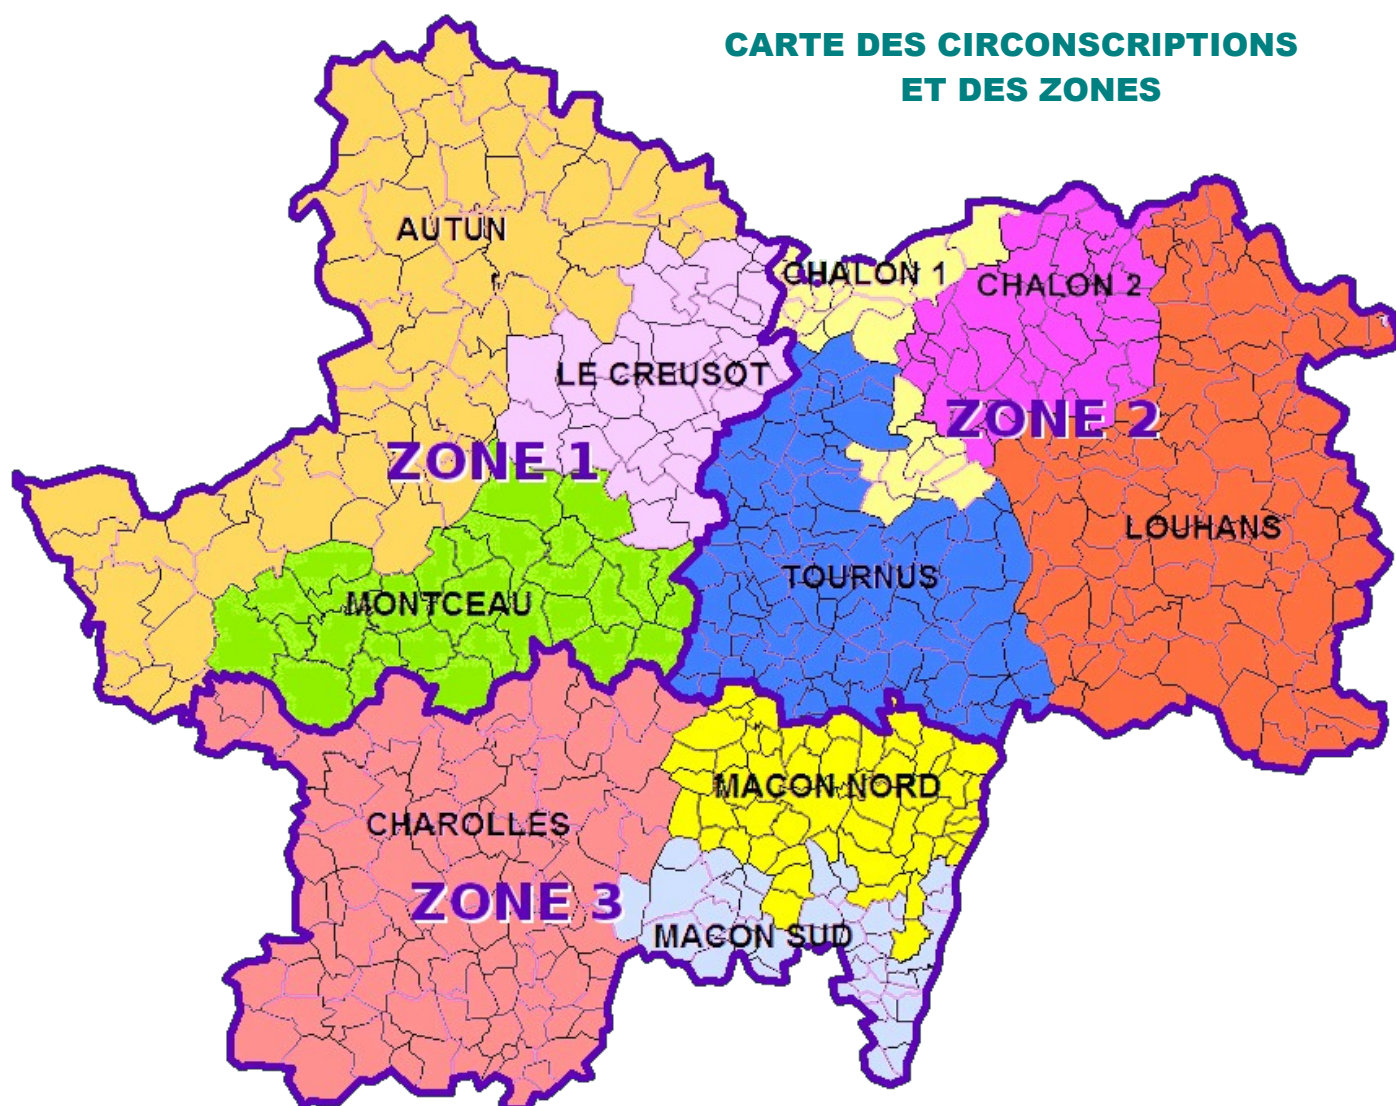 CARTE DES CIRCONSCRIPTIONS
ET DES ZONES
AUTUN
CHALON 1
CHALON 2
LE CREUSOT
ZONE 2
ZONE 1
LOUHANS
TOURNUS
MONTCEAU
MACON NORD
CHAROLLES
ZONE 3
MACON SUD